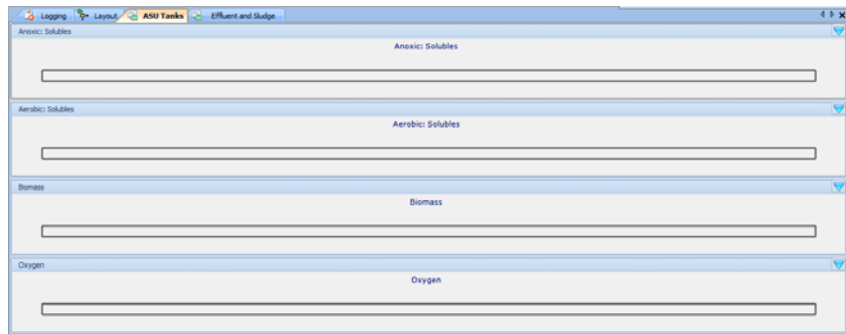 Logging Layout ASU Tanks Effluent and Sludge
Anoxic: Solubles
Anoxic: Solubles
Aerobic: Solubles
Aerobic: Solubles
Biomass
Biomass
Oxygen
Oxygen